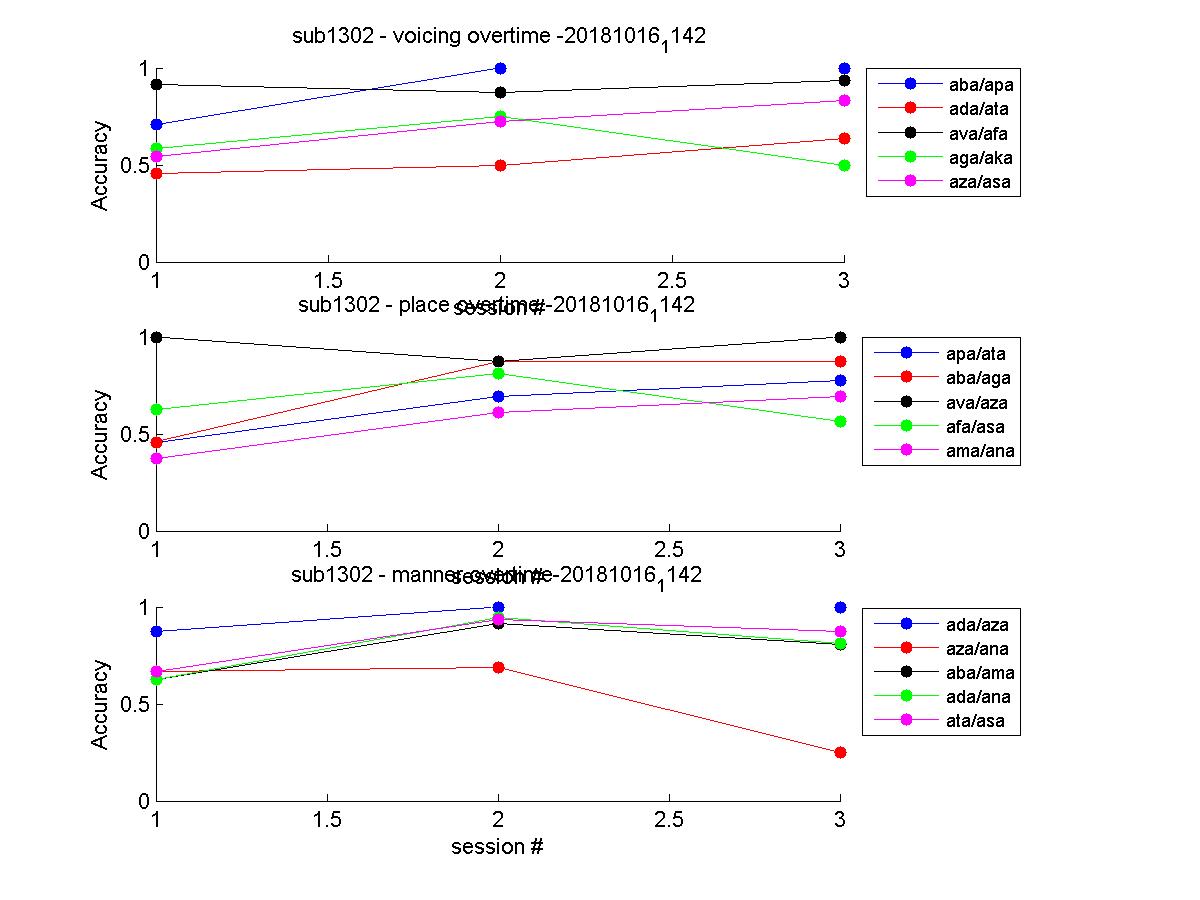 sub1302 - voicing overtime -20181016₁142
1
0.5
0
Accuracy
1 1.5 2 2.5 3
session #
aba/apa
ada/ata
ava/afa
aga/aka
aza/asa
sub1302 - place overtime -20181016₁142
1
0.5
0
Accuracy
1 1.5 2 2.5 3
session #
apa/ata
aba/aga
ava/aza
afa/asa
ama/ana
sub1302 - manner overtime -20181016₁142
1
0.5
0
Accuracy
1 1.5 2 2.5 3
session #
ada/aza
aza/ana
aba/ama
ada/ana
ata/asa